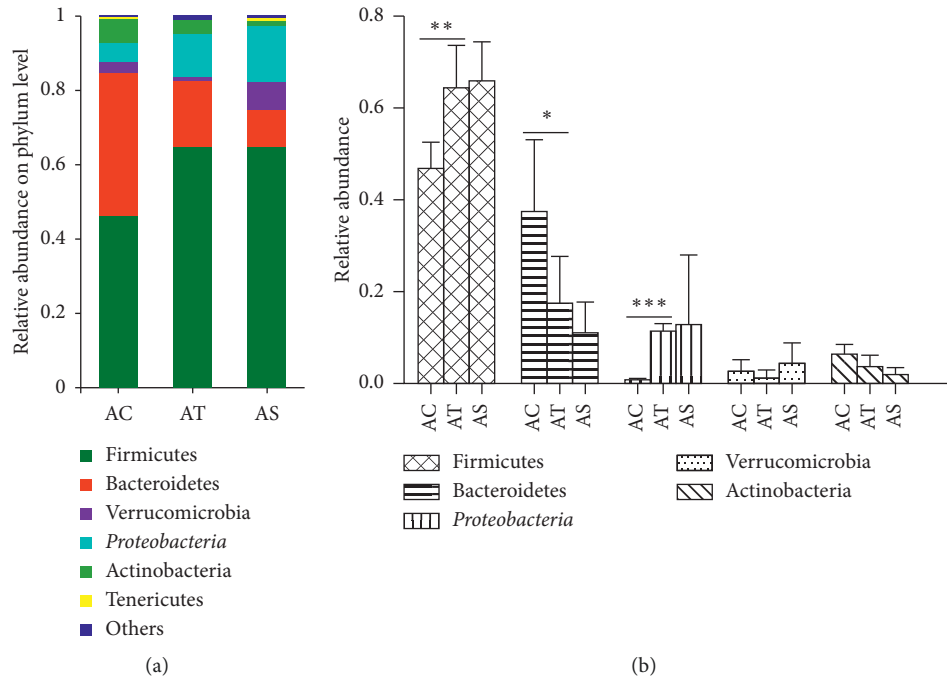 Relative abundance on phylum level
1
0.8
0.6
0.4
0.2
0
AC AT AS
Firmicutes
Bacteroidetes
Verrucomicrobia
Proteobacteria
Actinobacteria
Tenericutes
Others
(a)
Relative abundance
0.8
0.6
0.4
0.2
0.0
**
*
***
AC AT AS AC AT AS AC AT AS AC AT AS AC AT AS
Firmicutes
Bacteroidetes
Proteobacteria
Verrucomicrobia
Actinobacteria
(b)